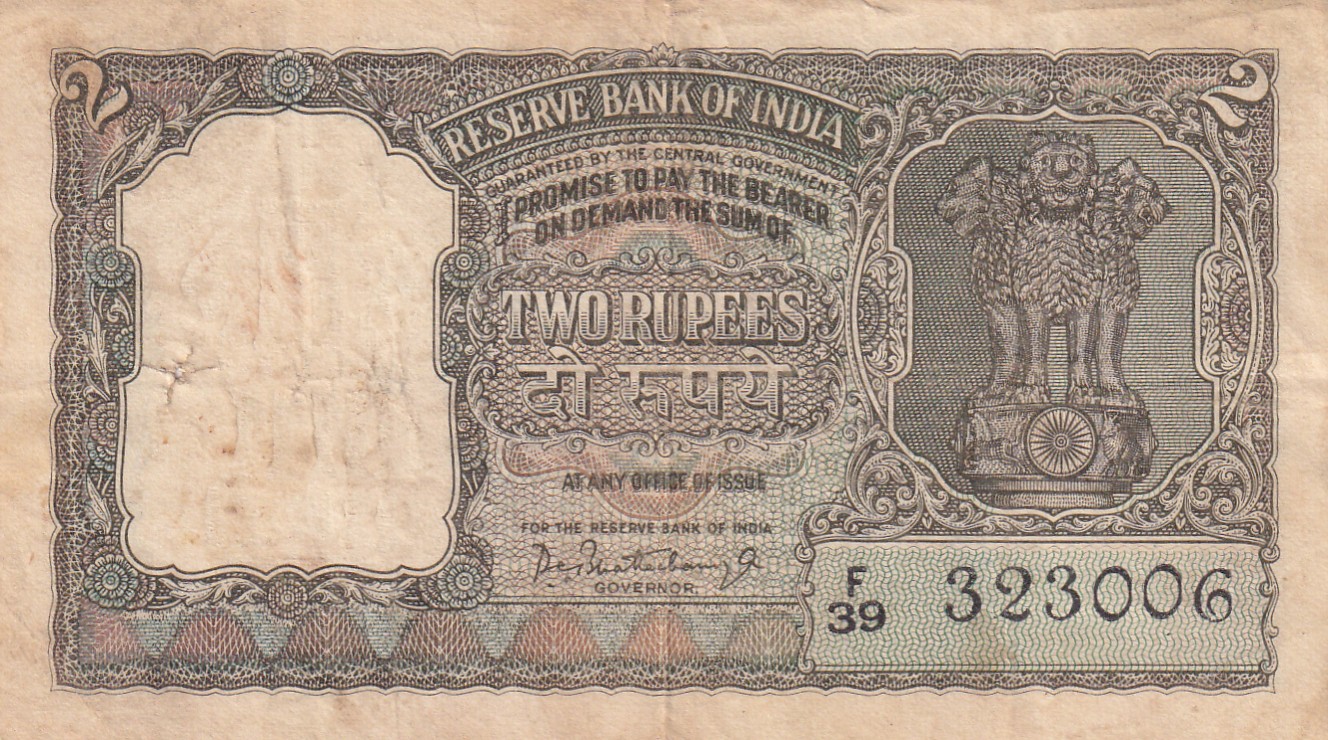 2
2
RESERVE BANK OF INDIA
GUARANTEED BY THE CENTRAL GOVERNMENT
I PROMISE TO PAY THE BEARER
ON DEMAND THE SUM OF
TWO RUPEES
दो रुपये
AT ANY OFFICE OF ISSUE
FOR THE RESERVE BANK OF INDIA
GOVERNOR.
F
39 323006